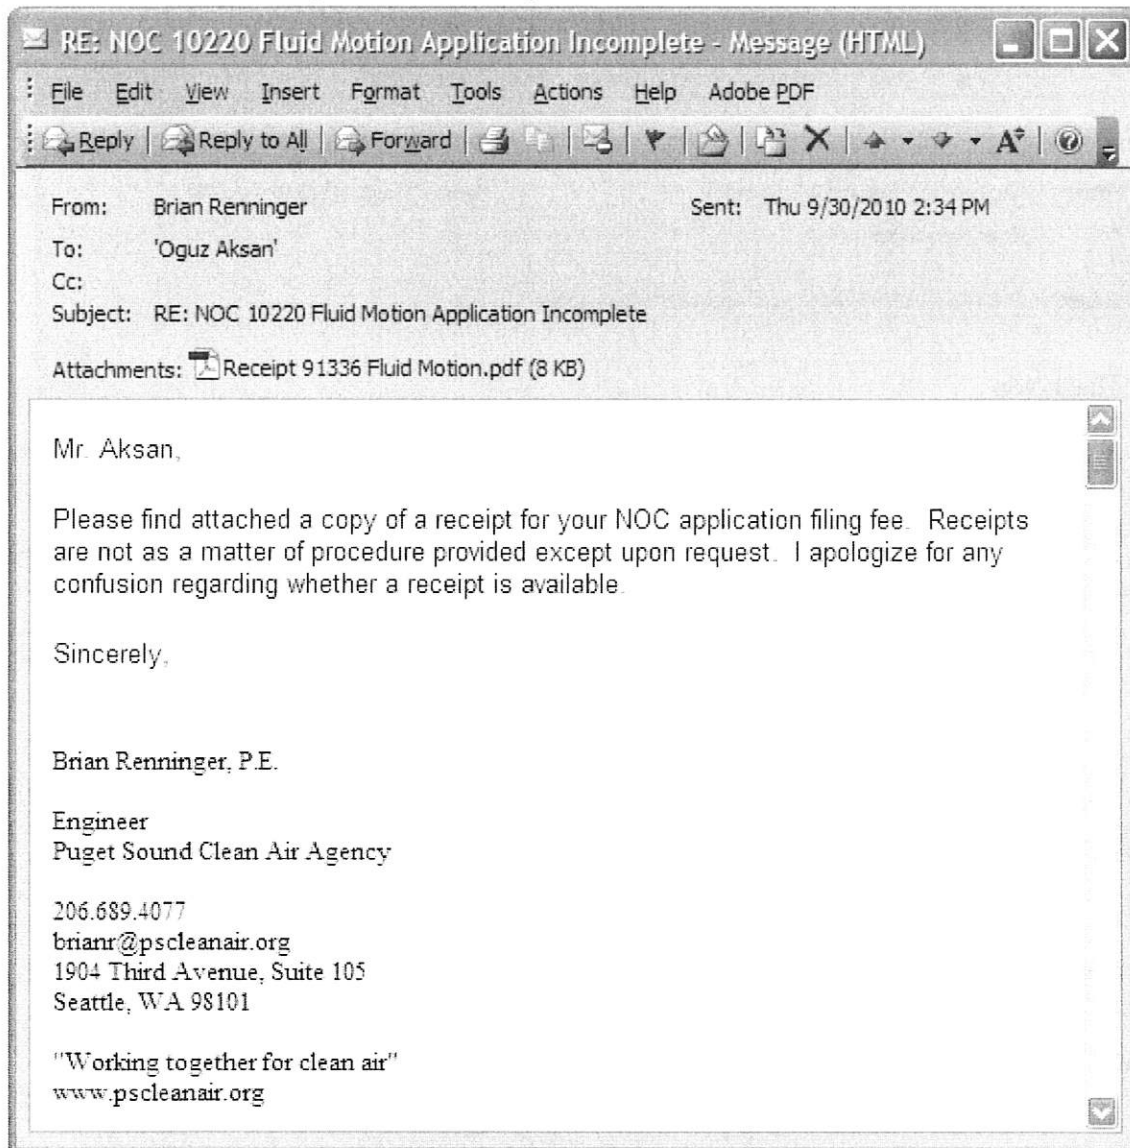 RE: NOC 10220 Fluid Motion Application Incomplete - Message (HTML)
File Edit View Insert Format Tools Actions Help Adobe PDF
Reply Reply to All Forward
From: Brian Renninger Sent: Thu 9/30/2010 2:34 PM
To: 'Oguz Aksan'
Cc:
Subject: RE: NOC 10220 Fluid Motion Application Incomplete
Attachments: Receipt 91336 Fluid Motion.pdf (8 KB)
Mr. Aksan,
Please find attached a copy of a receipt for your NOC application filing fee. Receipts
are not as a matter of procedure provided except upon request. I apologize for any
confusion regarding whether a receipt is available.
Sincerely,
Brian Renninger, P.E.
Engineer
Puget Sound Clean Air Agency
206.689.4077
brianr@pscleanair.org
1904 Third Avenue, Suite 105
Seattle, WA 98101
"Working together for clean air"
www.pscleanair.org